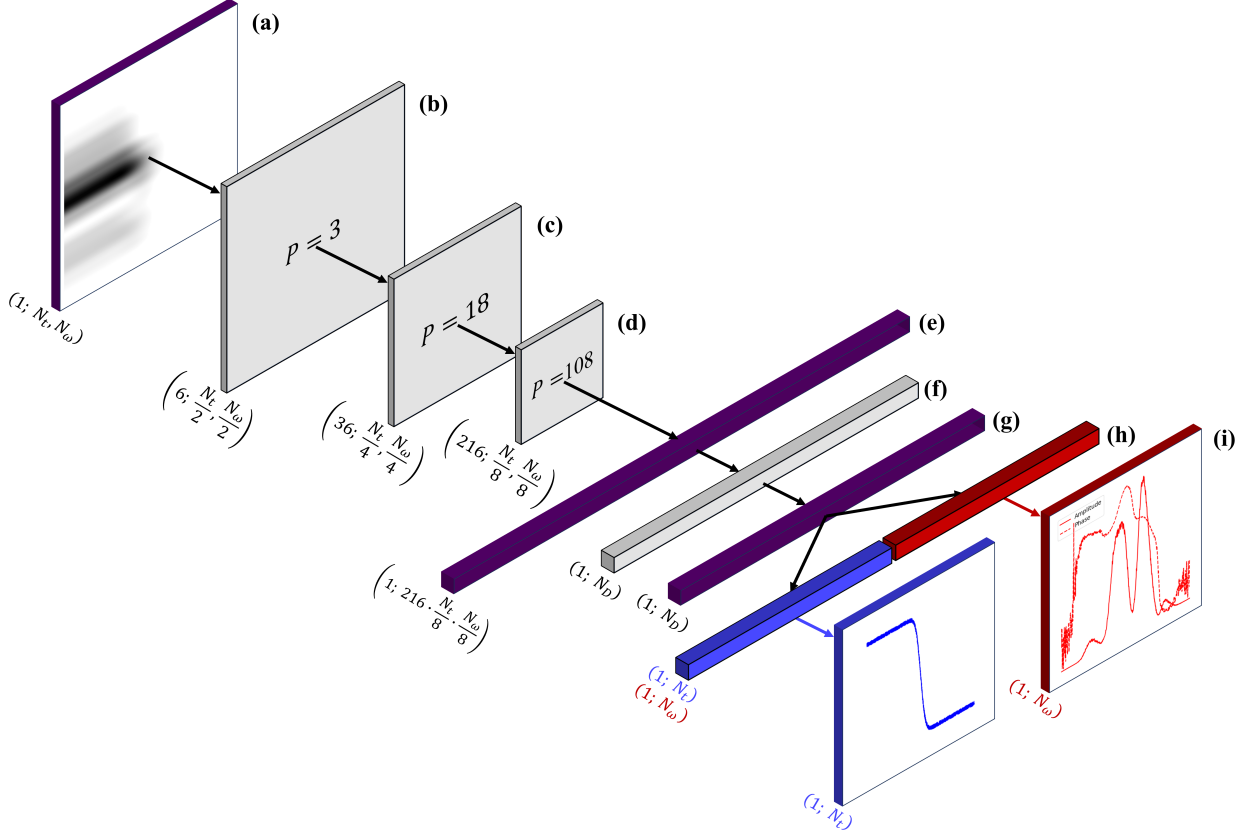 (a)
(1; N_t, N_ω)
(b)
P = 3
(6; N_t/2, N_ω/2)
(c)
P = 18
(36; N_t/4, N_ω/4)
(d)
P =108
(216; N_t/8, N_ω/8)
(e)
(1; 216 · N_t/8 · N_ω/8)
(f)
(1; N_D)
(g)
(1; N_D)
(h)
(1; N_t)
(1; N_ω)
(i)
Amplitude
Phase
(1; N_ω)
(1; N_t)